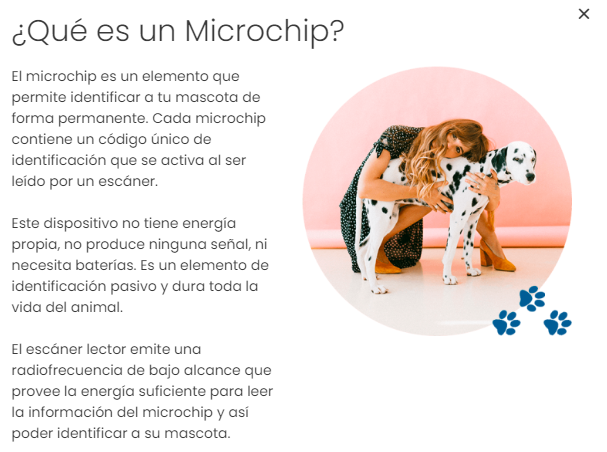 ¿Qué es un Microchip?
El microchip es un elemento que
permite identificar a tu mascota de
forma permanente. Cada microchip
contiene un código único de
identificación que se activa al ser
leído por un escáner.
Este dispositivo no tiene energía
propia, no produce ninguna señal, ni
necesita baterías. Es un elemento de
identificación pasivo y dura toda la
vida del animal.
El escáner lector emite una
radiofrecuencia de bajo alcance que
provee la energía suficiente para leer
la información del microchip y así
poder identificar a su mascota.